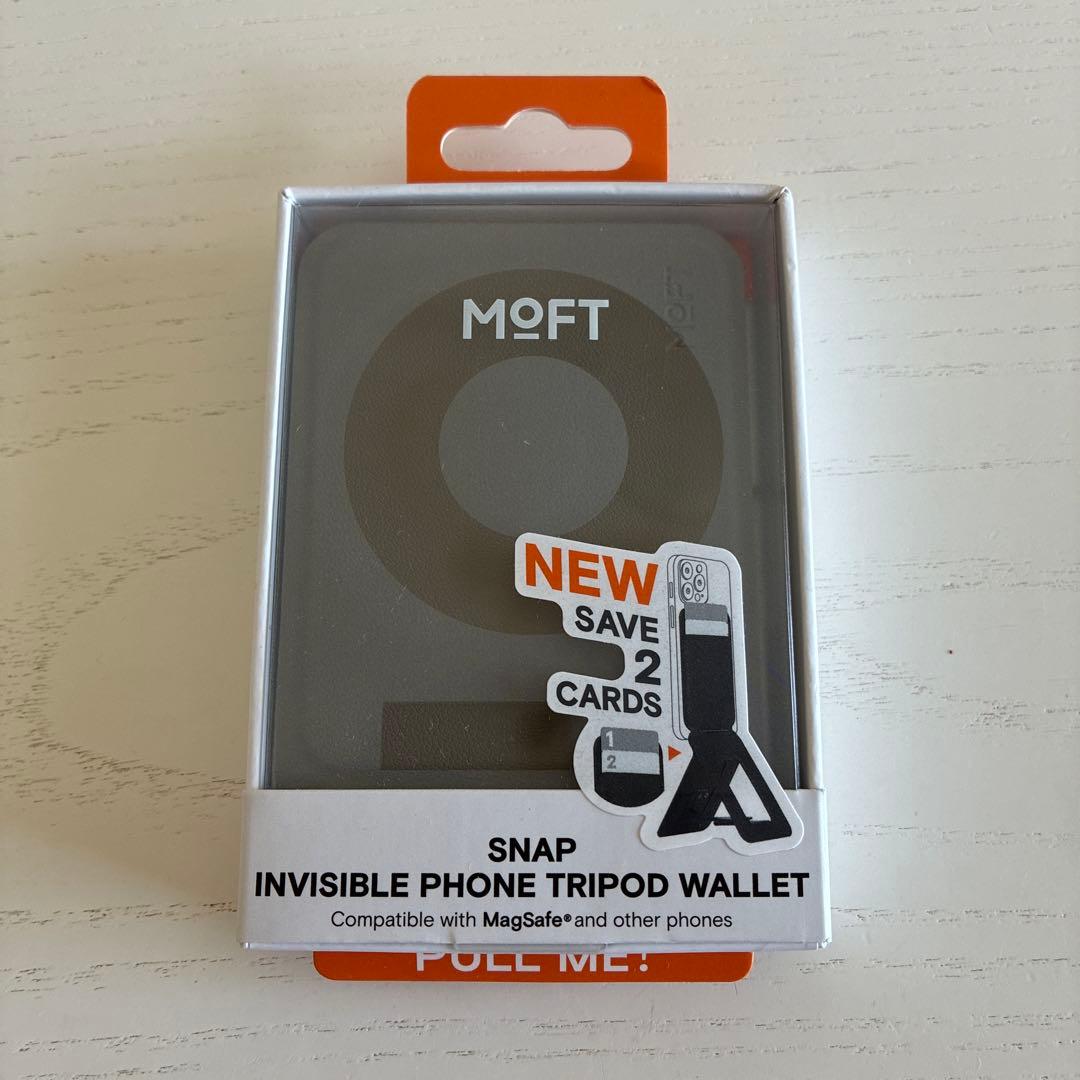 MOFT
MOFT
NEW
SAVE
2
CARDS
1
2
SNAP
INVISIBLE PHONE TRIPOD WALLET
Compatible with MagSafe® and other phones
PULL ME!